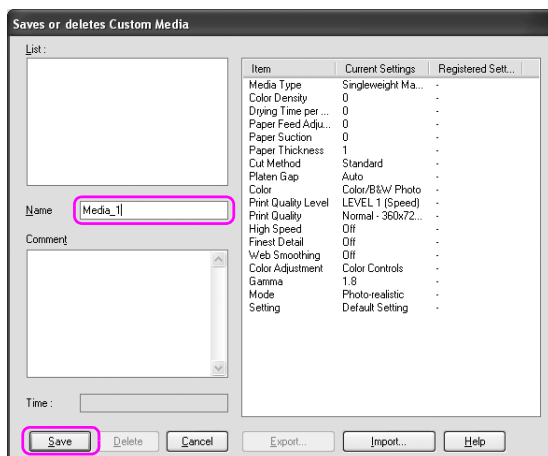 Saves or deletes Custom Media
List :
Name Media_1
Comment
Time :
Item Current Settings Registered Sett...
Media Type Singleweight Ma... -
Color Density 0 -
Drying Time per ... 0 -
Paper Feed Adju... 0 -
Paper Suction 0 -
Paper Thickness 1 -
Cut Method Standard -
Platen Gap Auto -
Color Color/B&W Photo -
Print Quality Level LEVEL 1 (Speed) -
Print Quality Normal - 360x72... -
High Speed Off -
Finest Detail Off -
Web Smoothing Off -
Color Adjustment Color Controls -
Gamma 1.8 -
Mode Photo-realistic -
Setting Default Setting -
Save Delete Cancel Export... Import... Help